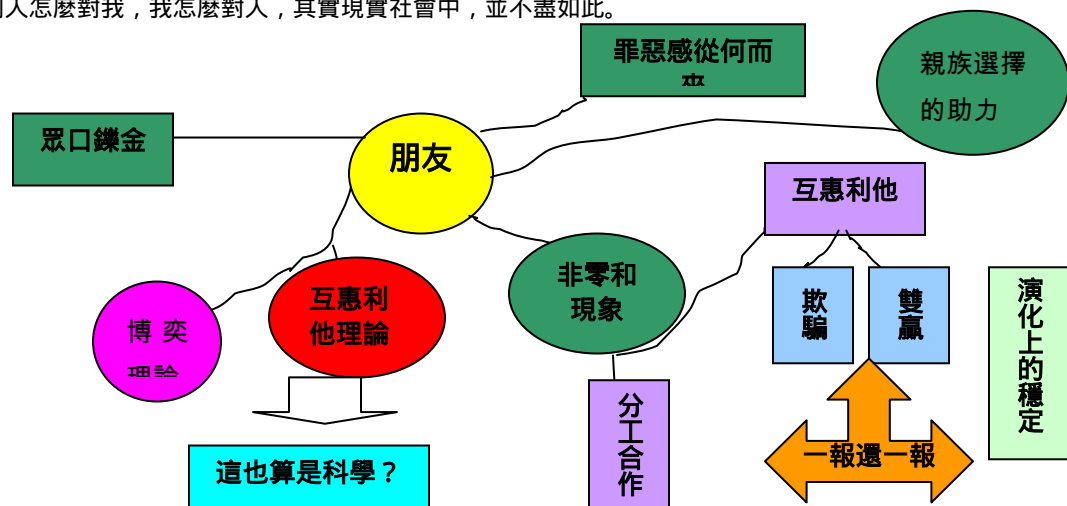 別人怎麼對我，我怎麼對人，其實現實社會中，並不盡如此。
罪惡感從何而
來
親族選擇
的助力
眾口鑠金
朋友
互惠利他
非零和
現象
互惠利
他理論
博 奕
理論
欺騙
雙贏
演化上的穩定
分工合作
一報還一報
這也算是科學？